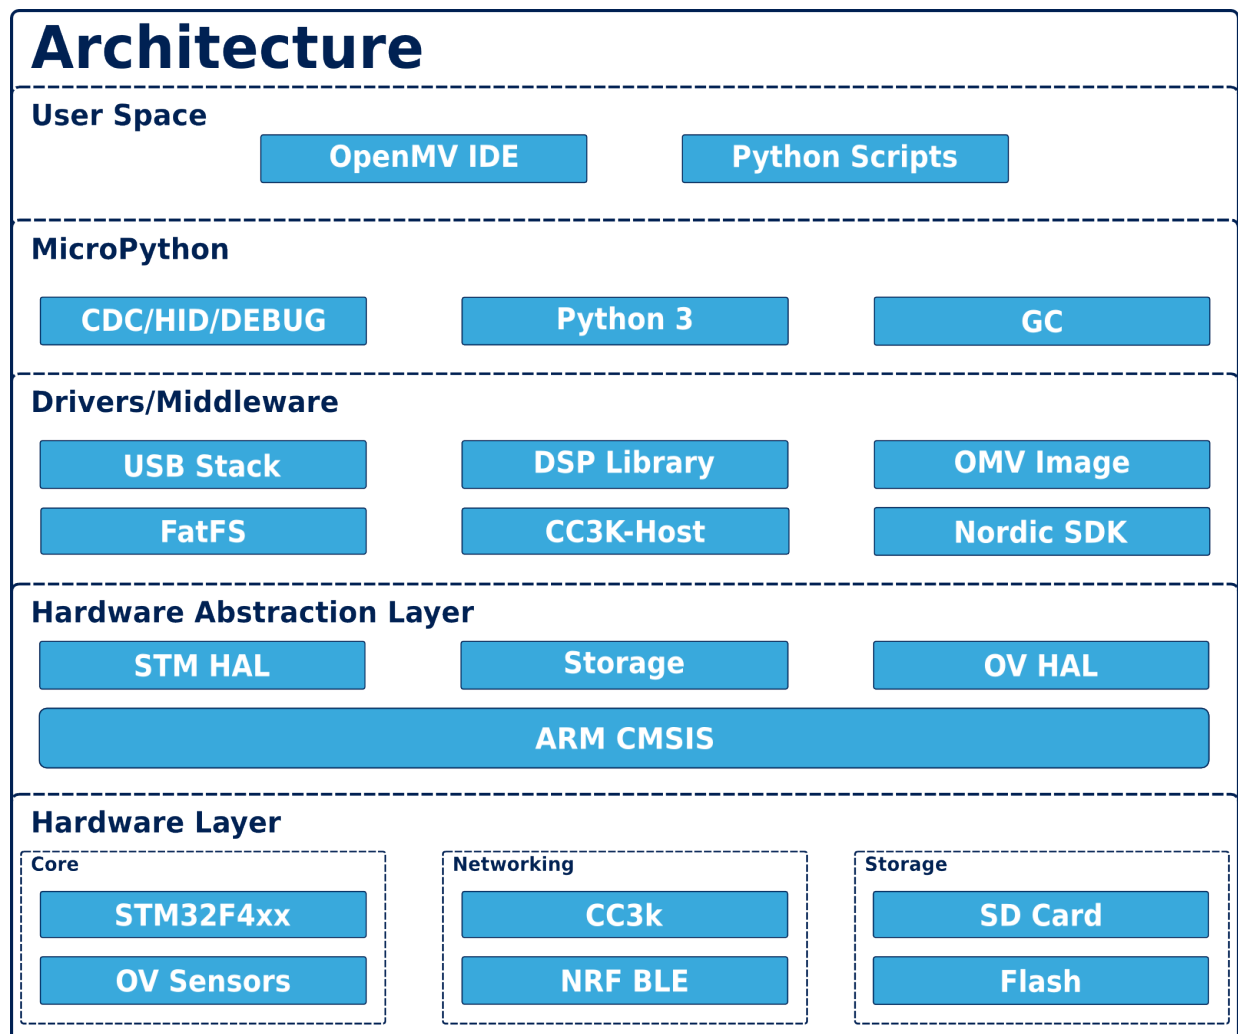 Architecture
User Space
OpenMV IDE
Python Scripts
MicroPython
CDC/HID/DEBUG
Python 3
GC
Drivers/Middleware
USB Stack
DSP Library
OMV Image
FatFS
CC3K-Host
Nordic SDK
Hardware Abstraction Layer
STM HAL
Storage
OV HAL
ARM CMSIS
Hardware Layer
Core
STM32F4xx
OV Sensors
Networking
CC3k
NRF BLE
Storage
SD Card
Flash